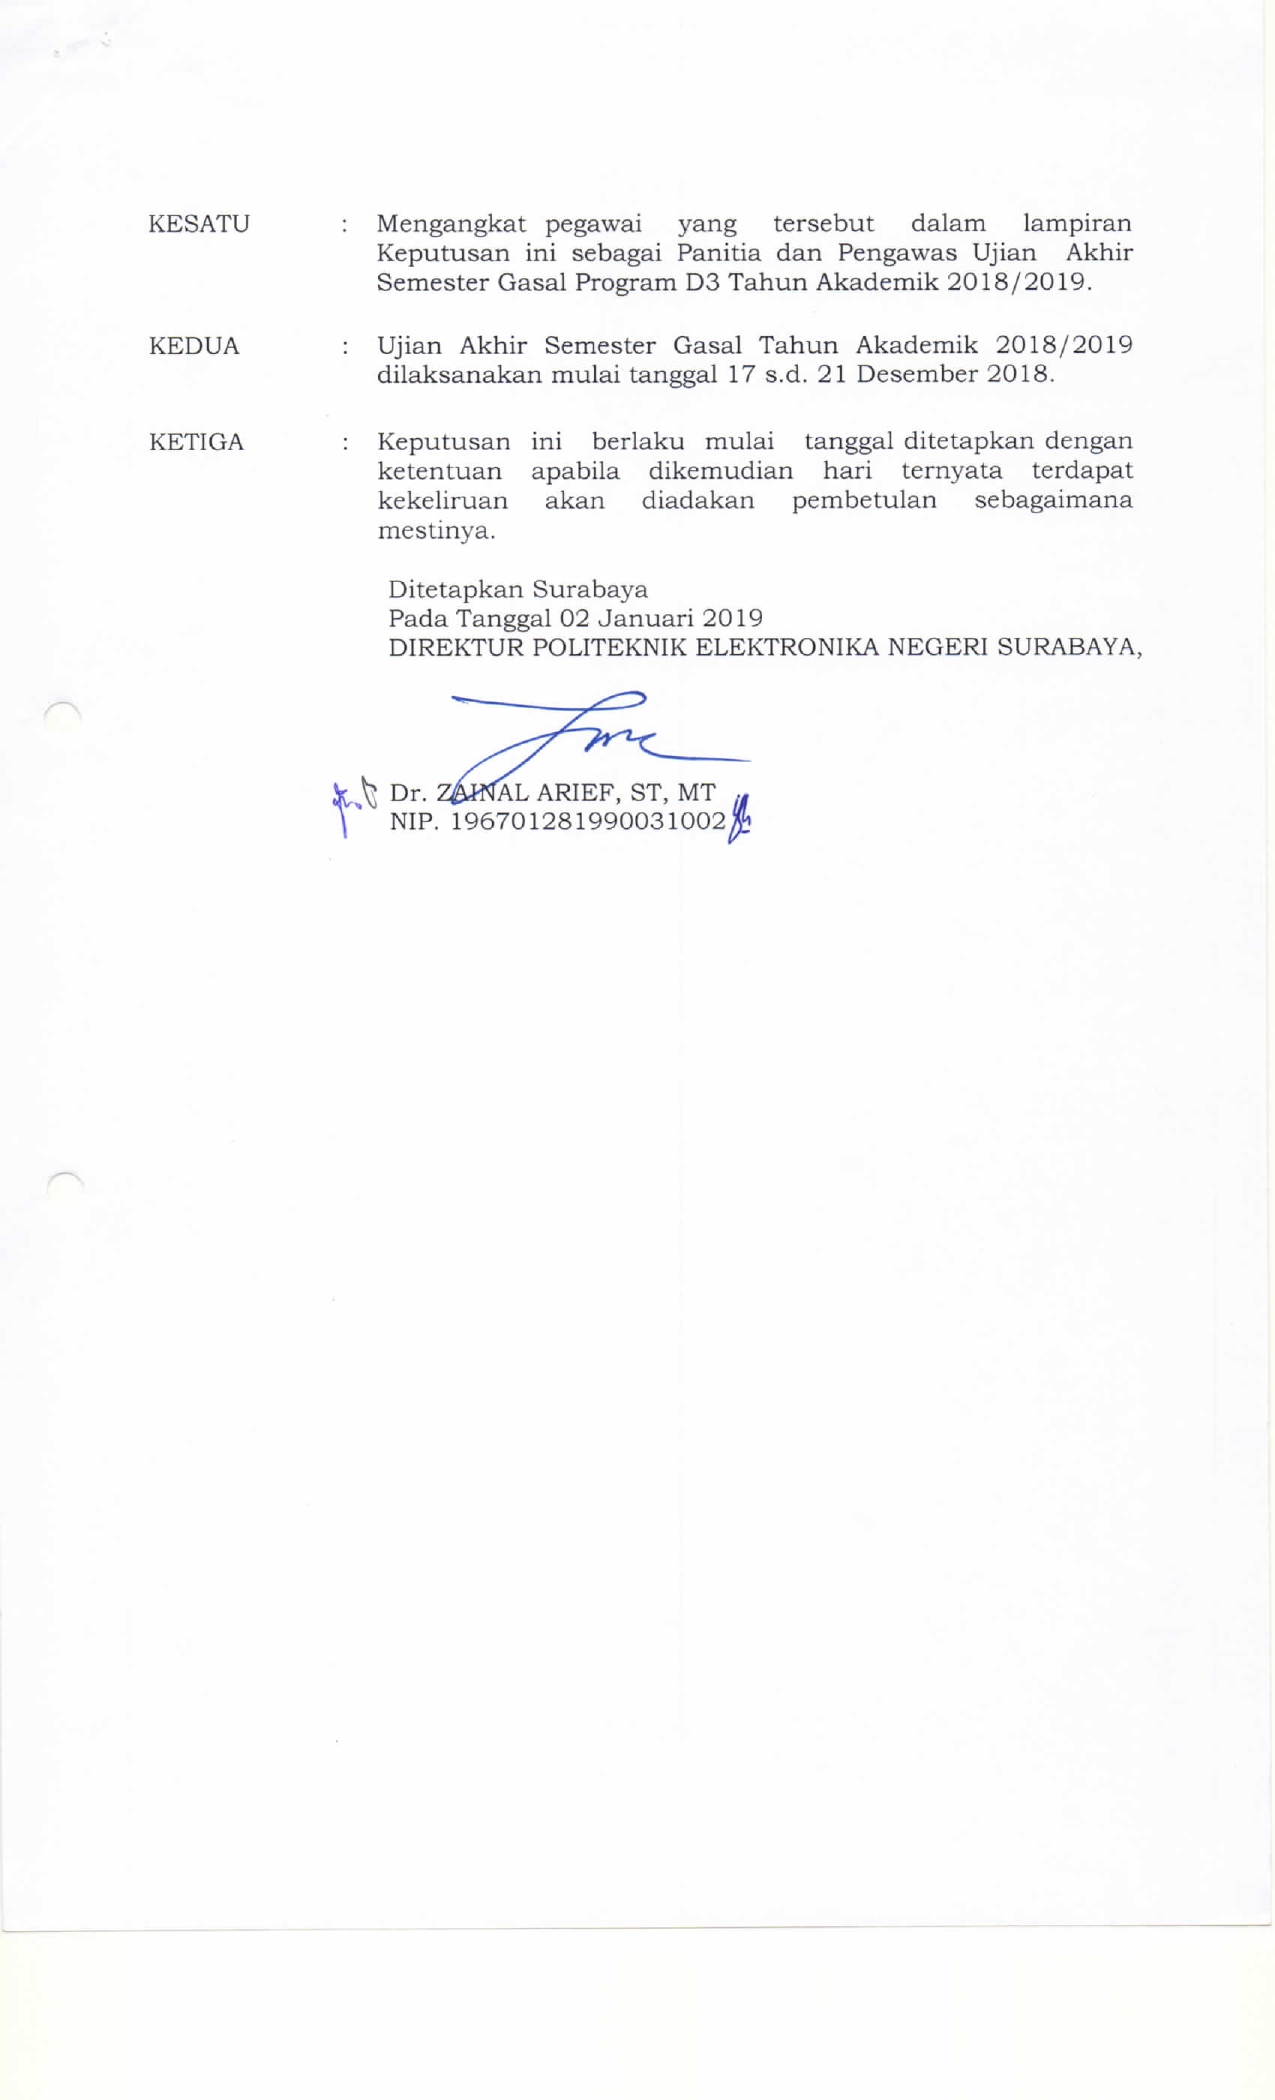 KESATU : Mengangkat pegawai yang tersebut dalam lampiran
Keputusan ini sebagai Panitia dan Pengawas Ujian Akhir
Semester Gasal Program D3 Tahun Akademik 2018/2019.
KEDUA : Ujian Akhir Semester Gasal Tahun Akademik 2018/2019
dilaksanakan mulai tanggal 17 s.d. 21 Desember 2018.
KETIGA : Keputusan ini berlaku mulai tanggal ditetapkan dengan
ketentuan apabila dikemudian hari ternyata terdapat
kekeliruan akan diadakan pembetulan sebagaimana
mestinya.
Ditetapkan Surabaya
Pada Tanggal 02 Januari 2019
DIREKTUR POLITEKNIK ELEKTRONIKA NEGERI SURABAYA,
Dr. ZAINAL ARIEF, ST, MT
NIP. 196701281990031002